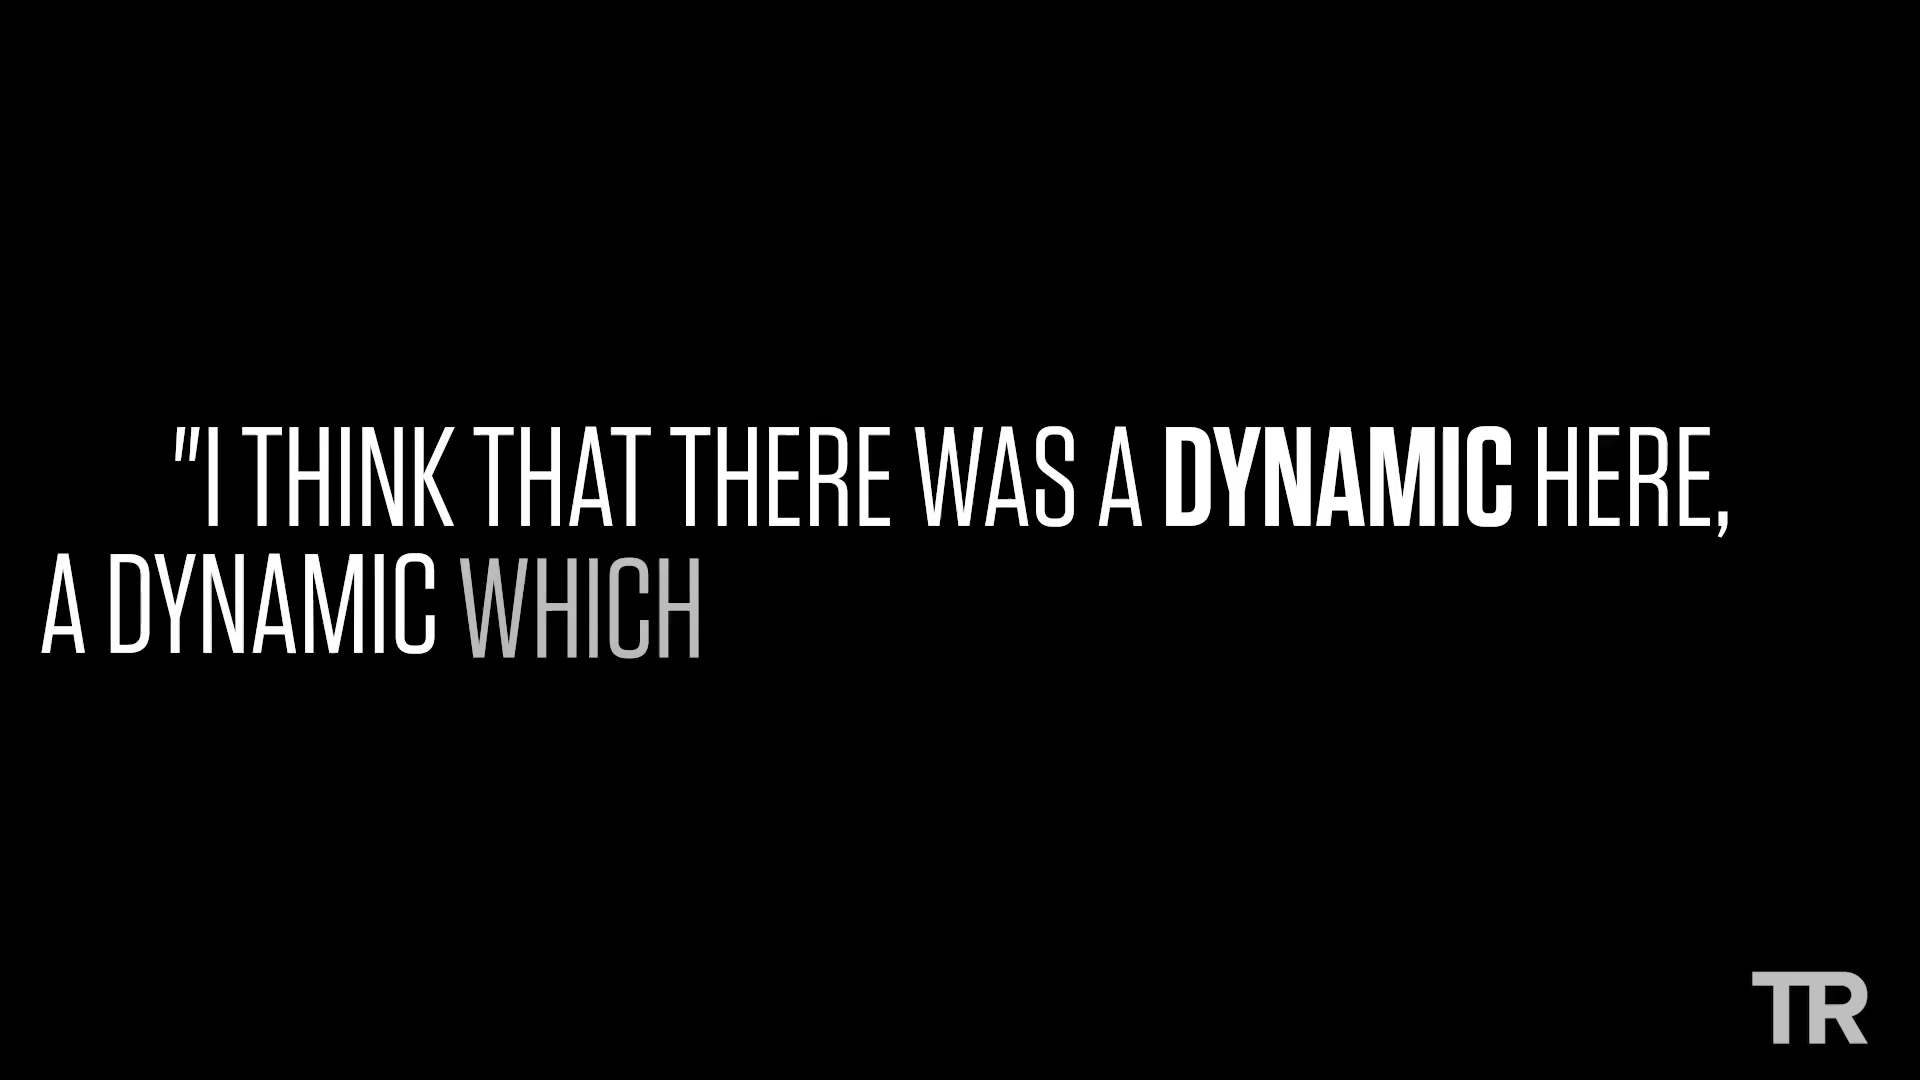 "I THINK THAT THERE WAS A DYNAMIC HERE,
A DYNAMIC WHICH
TR